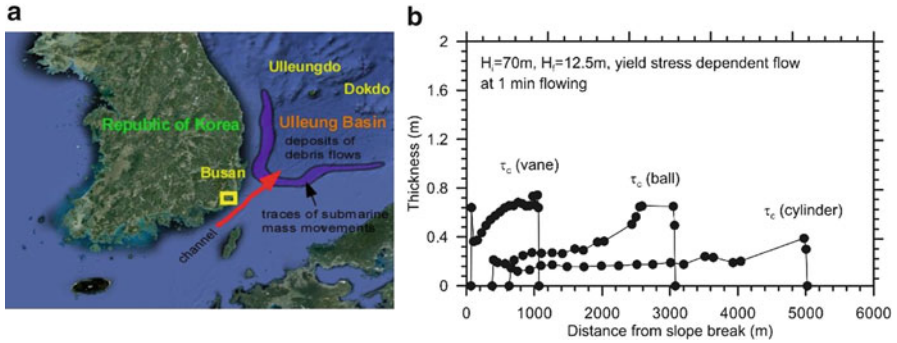 a
Ulleungdo
Dokdo
Republic of Korea
Ulleung Basin
deposits of
debris flows
Busan
traces of submarine
mass movements
channel
b
Hᵢ=70m, Hf=12.5m, yield stress dependent flow
at 1 min flowing
τc (vane)
τc (ball)
τc (cylinder)
Thickness (m)
2
1.6
1.2
0.8
0.4
0
0 1000 2000 3000 4000 5000 6000
Distance from slope break (m)